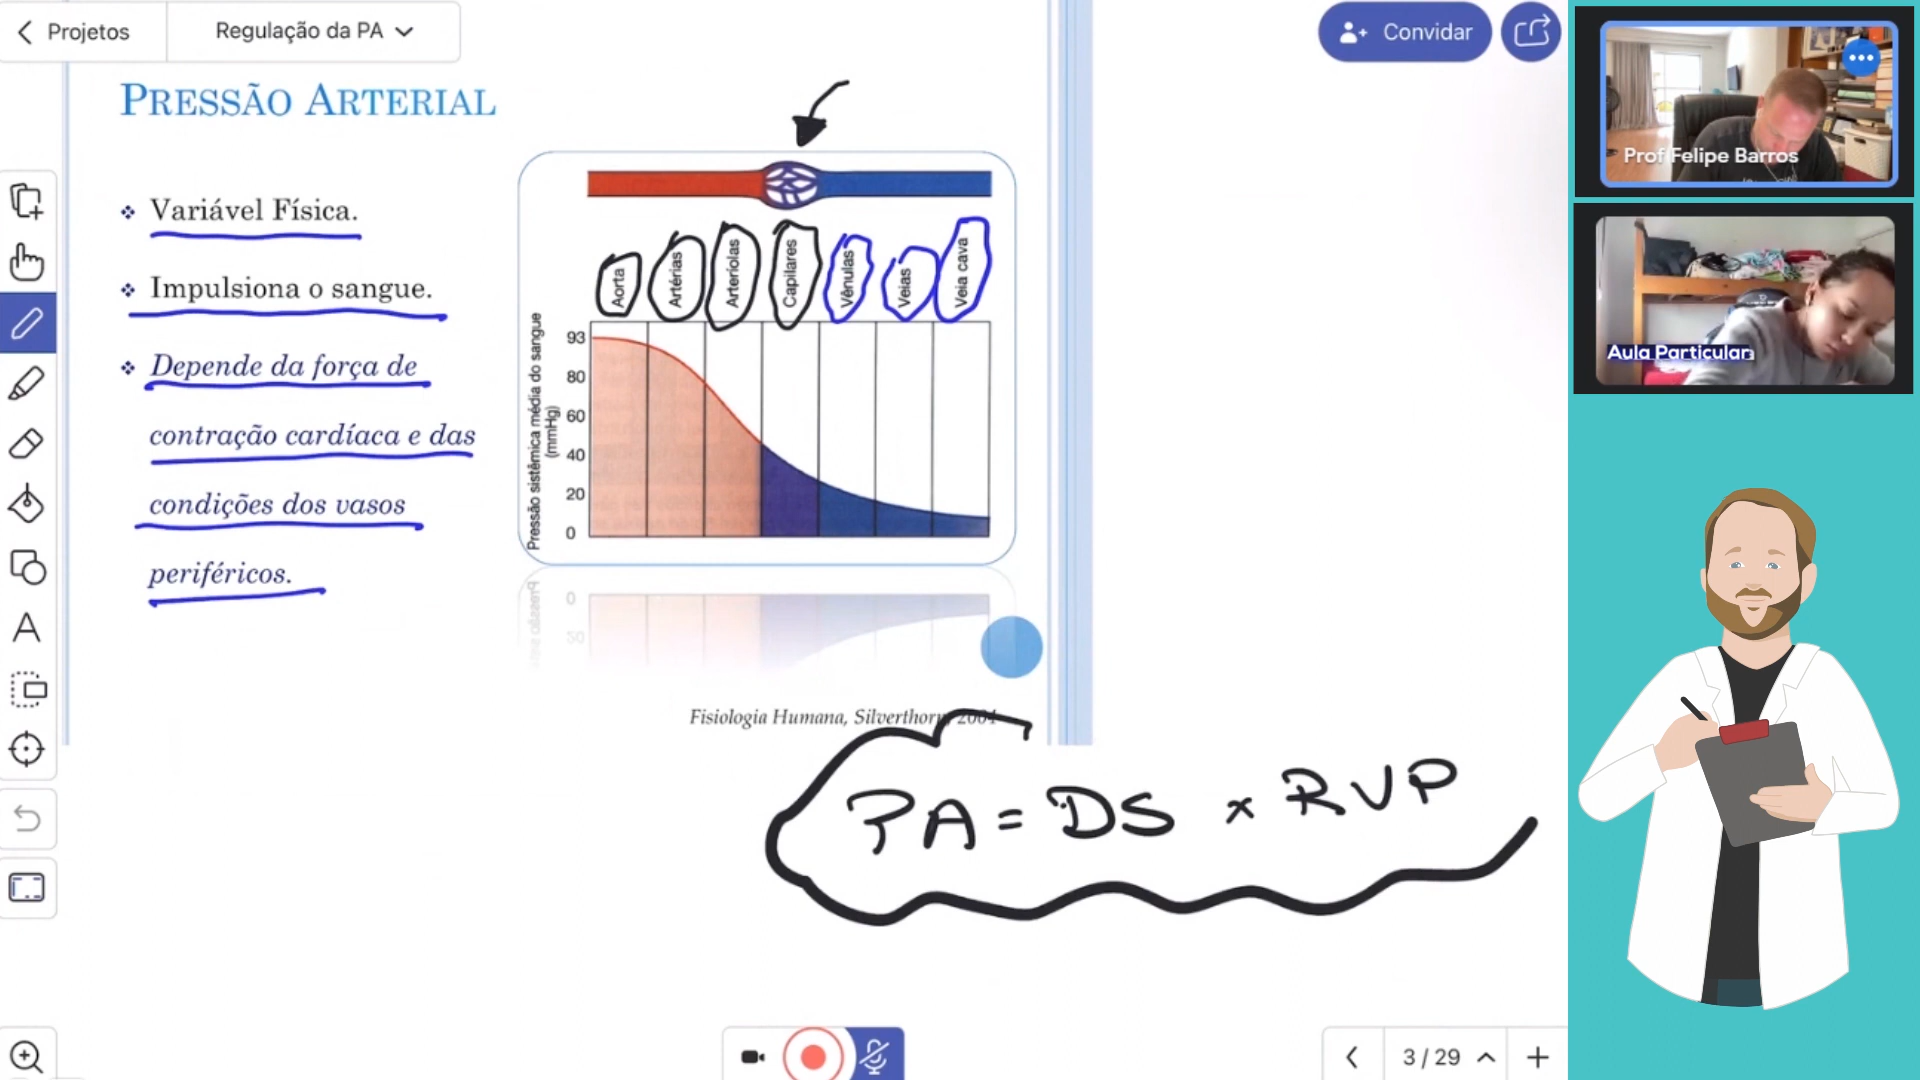 Projetos
Regulação da PA
Convidar
PRESSÃO ARTERIAL
Variável Física.
Impulsiona o sangue.
Depende da força de
contração cardíaca e das
condições dos vasos
periféricos.
Aorta
Artérias
Arteríolas
Capilares
Vênulas
Veias
Veia cava
Pressão sistêmica média do sangue
(mmHg)
93
80
60
40
20
0
0
Fisiologia Humana, Silverthorn, 2004
PA = DS x RVP
A
3 / 29
Prof Felipe Barros
Aula Particular